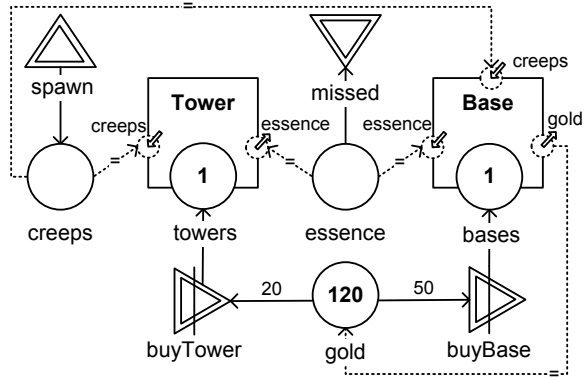 =
creeps
spawn
Tower
missed
Base
gold
creeps
essence
essence
=
=
=
1
1
creeps
towers
essence
bases
20
120
50
buyTower
gold
buyBase
=